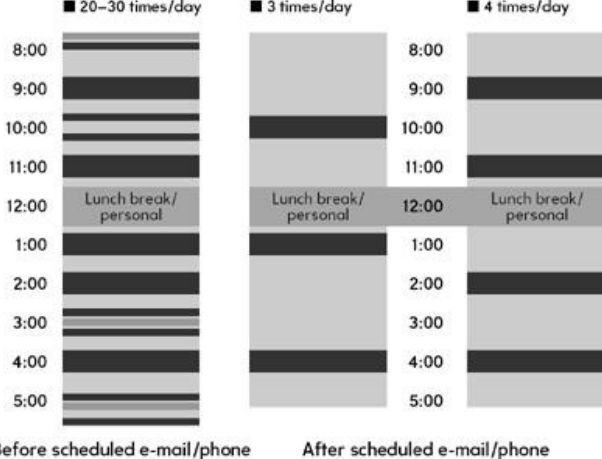 ■ 20–30 times/day
■ 3 times/day
■ 4 times/day
8:00
9:00
10:00
11:00
12:00
1:00
2:00
3:00
4:00
5:00
Lunch break/
personal
Lunch break/
personal
8:00
9:00
10:00
11:00
12:00
1:00
2:00
3:00
4:00
5:00
Lunch break/
personal
Before scheduled e-mail/phone
After scheduled e-mail/phone